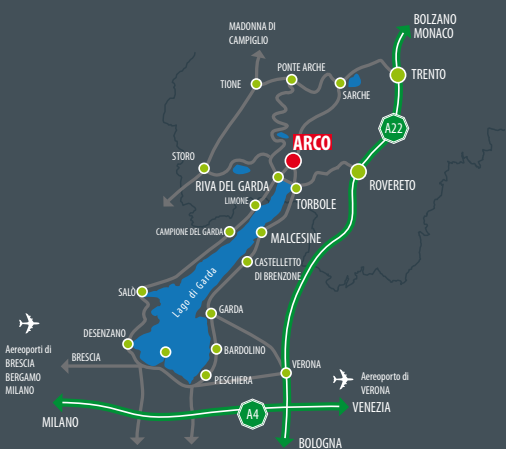 BOLZANO
MONACO
MADONNA DI
CAMPIGLIO
PONTE ARCHE
TRENTO
TIONE
SARCHE
A22
ARCO
STORO
RIVA DEL GARDA
ROVERETO
LIMONE
TORBOLE
CAMPIONE DEL GARDA
MALCESINE
CASTELLETTO
DI BRENZONE
Lago di Garda
SALÒ
GARDA
DESENZANO
Aeroporti di
BRESCIA
BERGAMO
MILANO
BRESCIA
BARDOLINO
VERONA
PESCHIERA
Aeroporto di
VERONA
VENEZIA
A4
MILANO
BOLOGNA